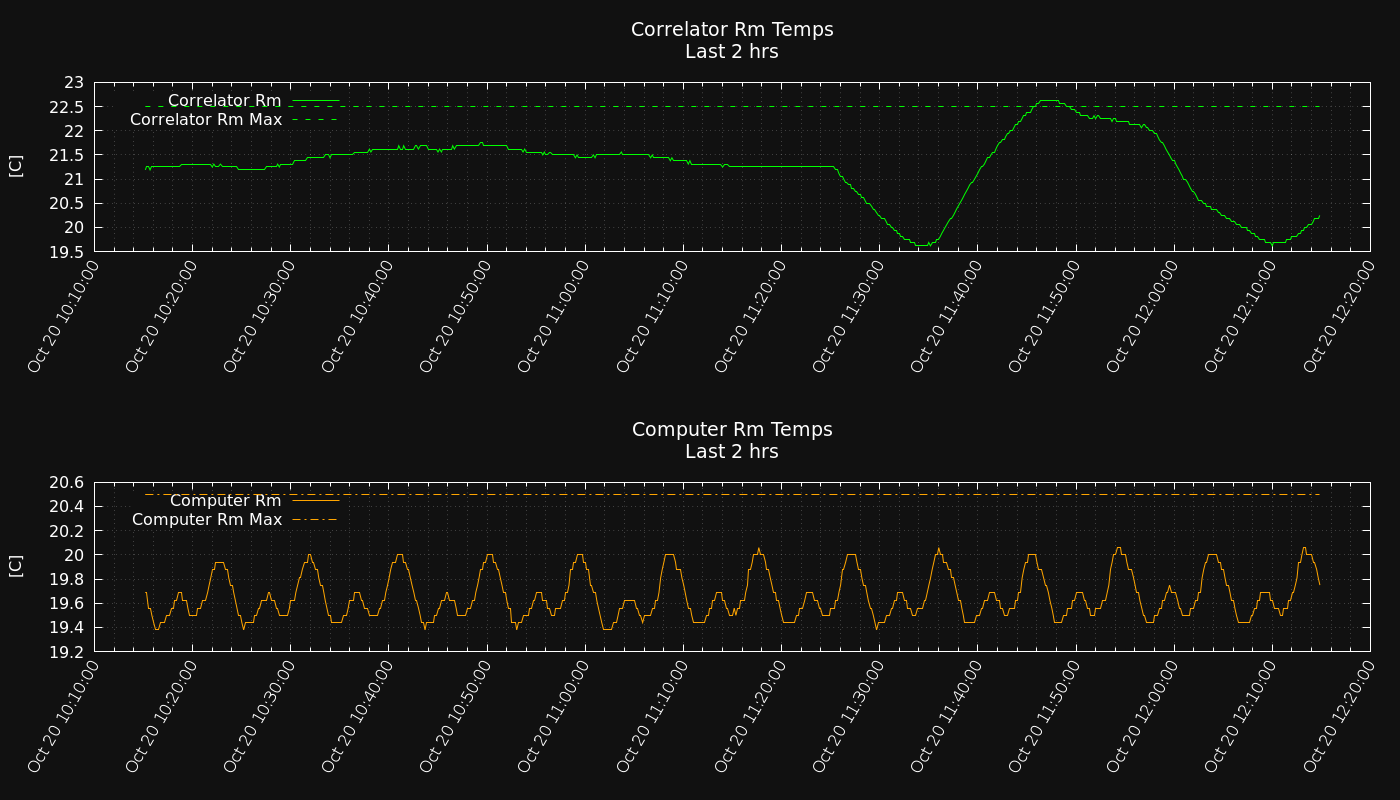 Correlator Rm Temps
Last 2 hrs
[C]
23
22.5
22
21.5
21
20.5
20
19.5
Correlator Rm
Correlator Rm Max
Oct 20 10:10:00
Oct 20 10:20:00
Oct 20 10:30:00
Oct 20 10:40:00
Oct 20 10:50:00
Oct 20 11:00:00
Oct 20 11:10:00
Oct 20 11:20:00
Oct 20 11:30:00
Oct 20 11:40:00
Oct 20 11:50:00
Oct 20 12:00:00
Oct 20 12:10:00
Oct 20 12:20:00
Computer Rm Temps
Last 2 hrs
[C]
20.6
20.4
20.2
20
19.8
19.6
19.4
19.2
Computer Rm
Computer Rm Max
Oct 20 10:10:00
Oct 20 10:20:00
Oct 20 10:30:00
Oct 20 10:40:00
Oct 20 10:50:00
Oct 20 11:00:00
Oct 20 11:10:00
Oct 20 11:20:00
Oct 20 11:30:00
Oct 20 11:40:00
Oct 20 11:50:00
Oct 20 12:00:00
Oct 20 12:10:00
Oct 20 12:20:00